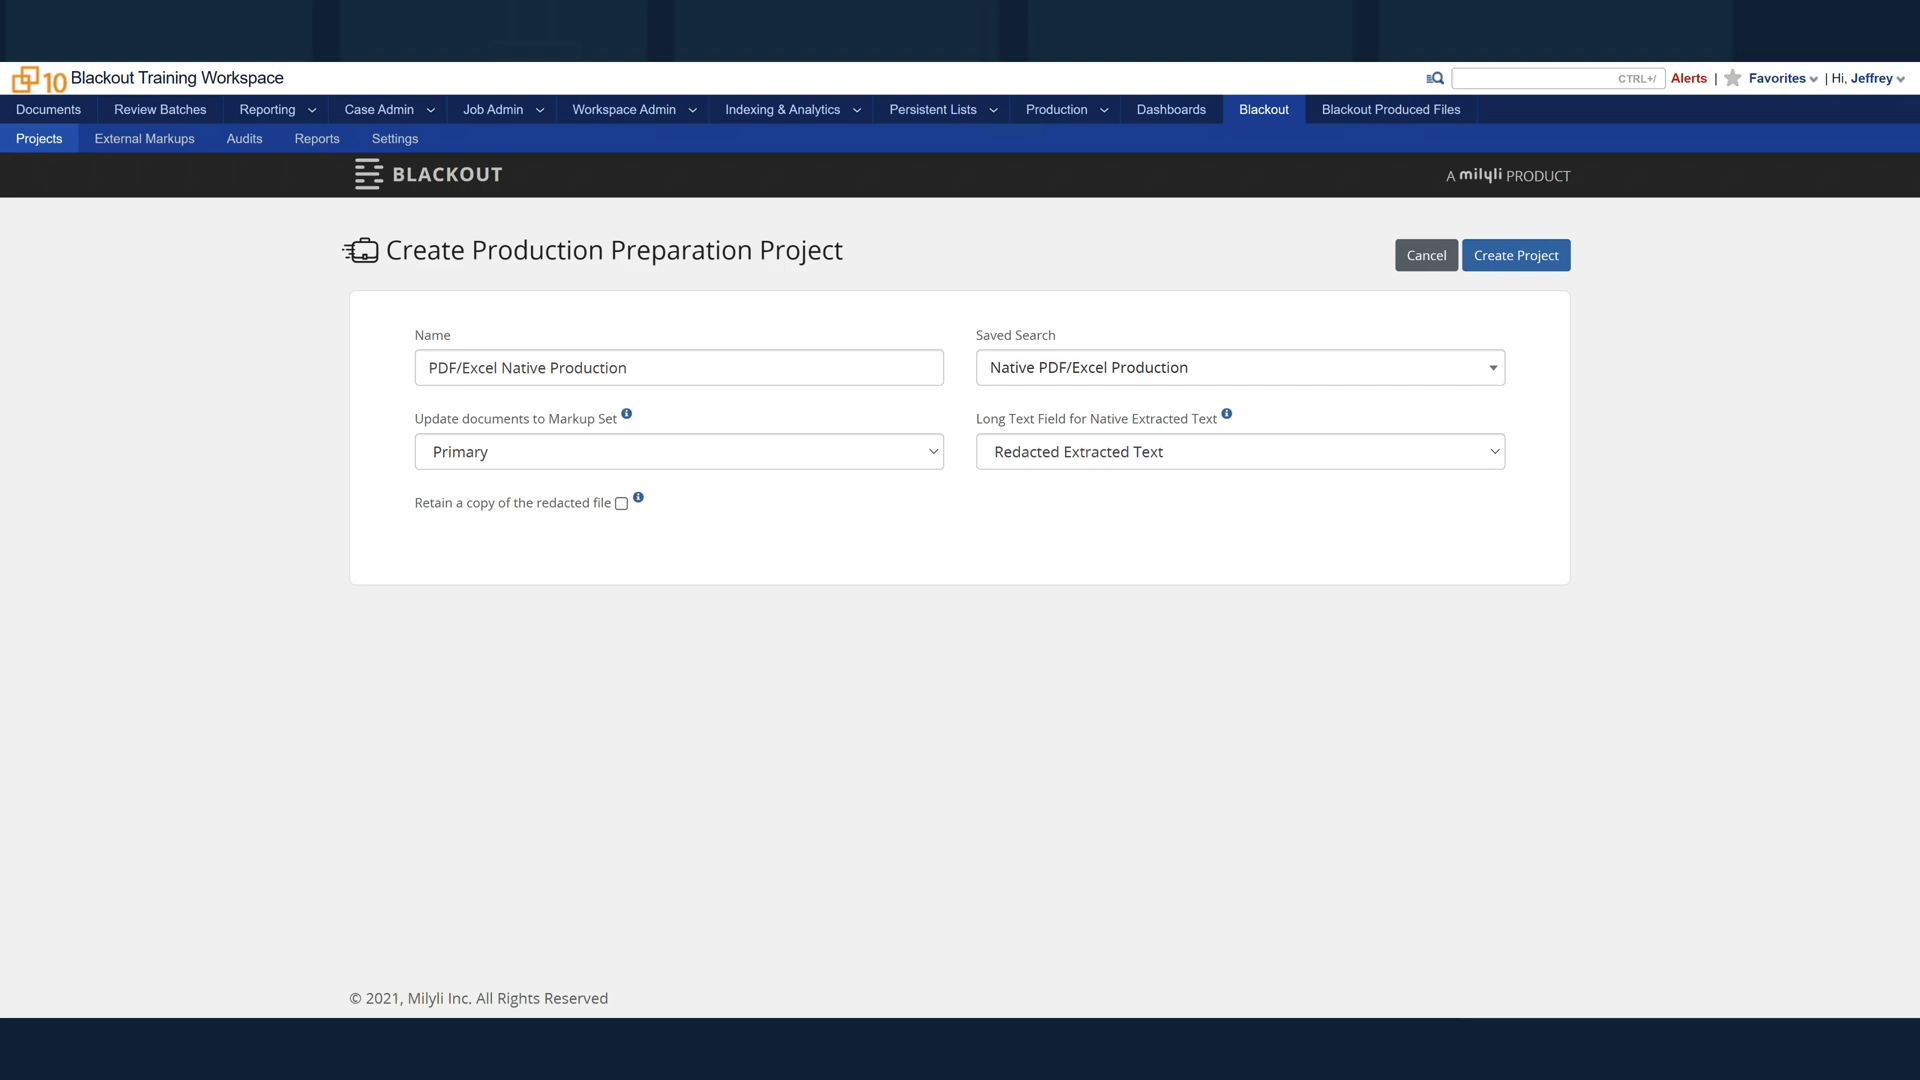 10 Blackout Training Workspace
CTRL+/ Alerts | Favorites | Hi, Jeffrey
Documents Review Batches Reporting Case Admin Job Admin Workspace Admin Indexing & Analytics Persistent Lists Production Dashboards Blackout Blackout Produced Files
Projects External Markups Audits Reports Settings
BLACKOUT A milyli PRODUCT
Create Production Preparation Project Cancel Create Project
Name Saved Search
PDF/Excel Native Production Native PDF/Excel Production
Update documents to Markup Set Long Text Field for Native Extracted Text
Primary Redacted Extracted Text
Retain a copy of the redacted file
© 2021, Milyli Inc. All Rights Reserved